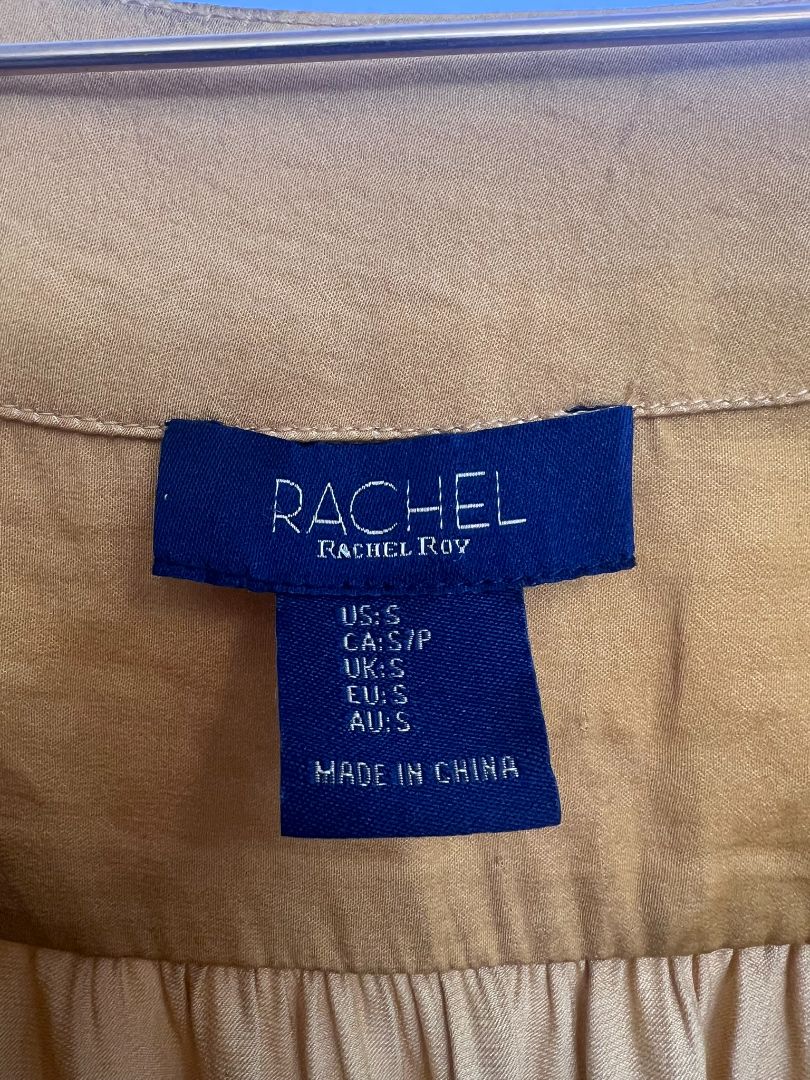 RACHEL
RACHEL ROY
US: S
CA: S/P
UK: S
EU: S
AU: S
MADE IN CHINA